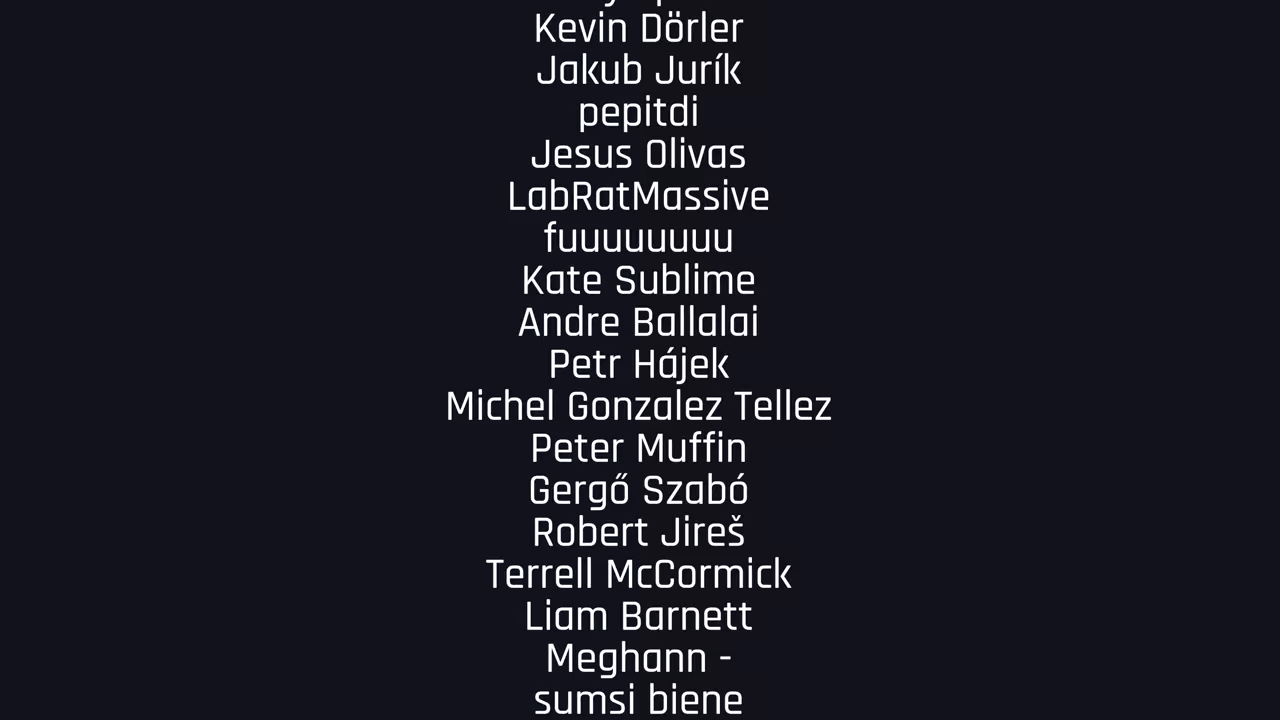 Kevin Dörler
Jakub Jurík
pepitdi
Jesus Olivas
LabRatMassive
fuuuuuuuu
Kate Sublime
Andre Ballalai
Petr Hájek
Michel Gonzalez Tellez
Peter Muffin
Gergő Szabó
Robert Jireš
Terrell McCormick
Liam Barnett
Meghann -
sumsi biene